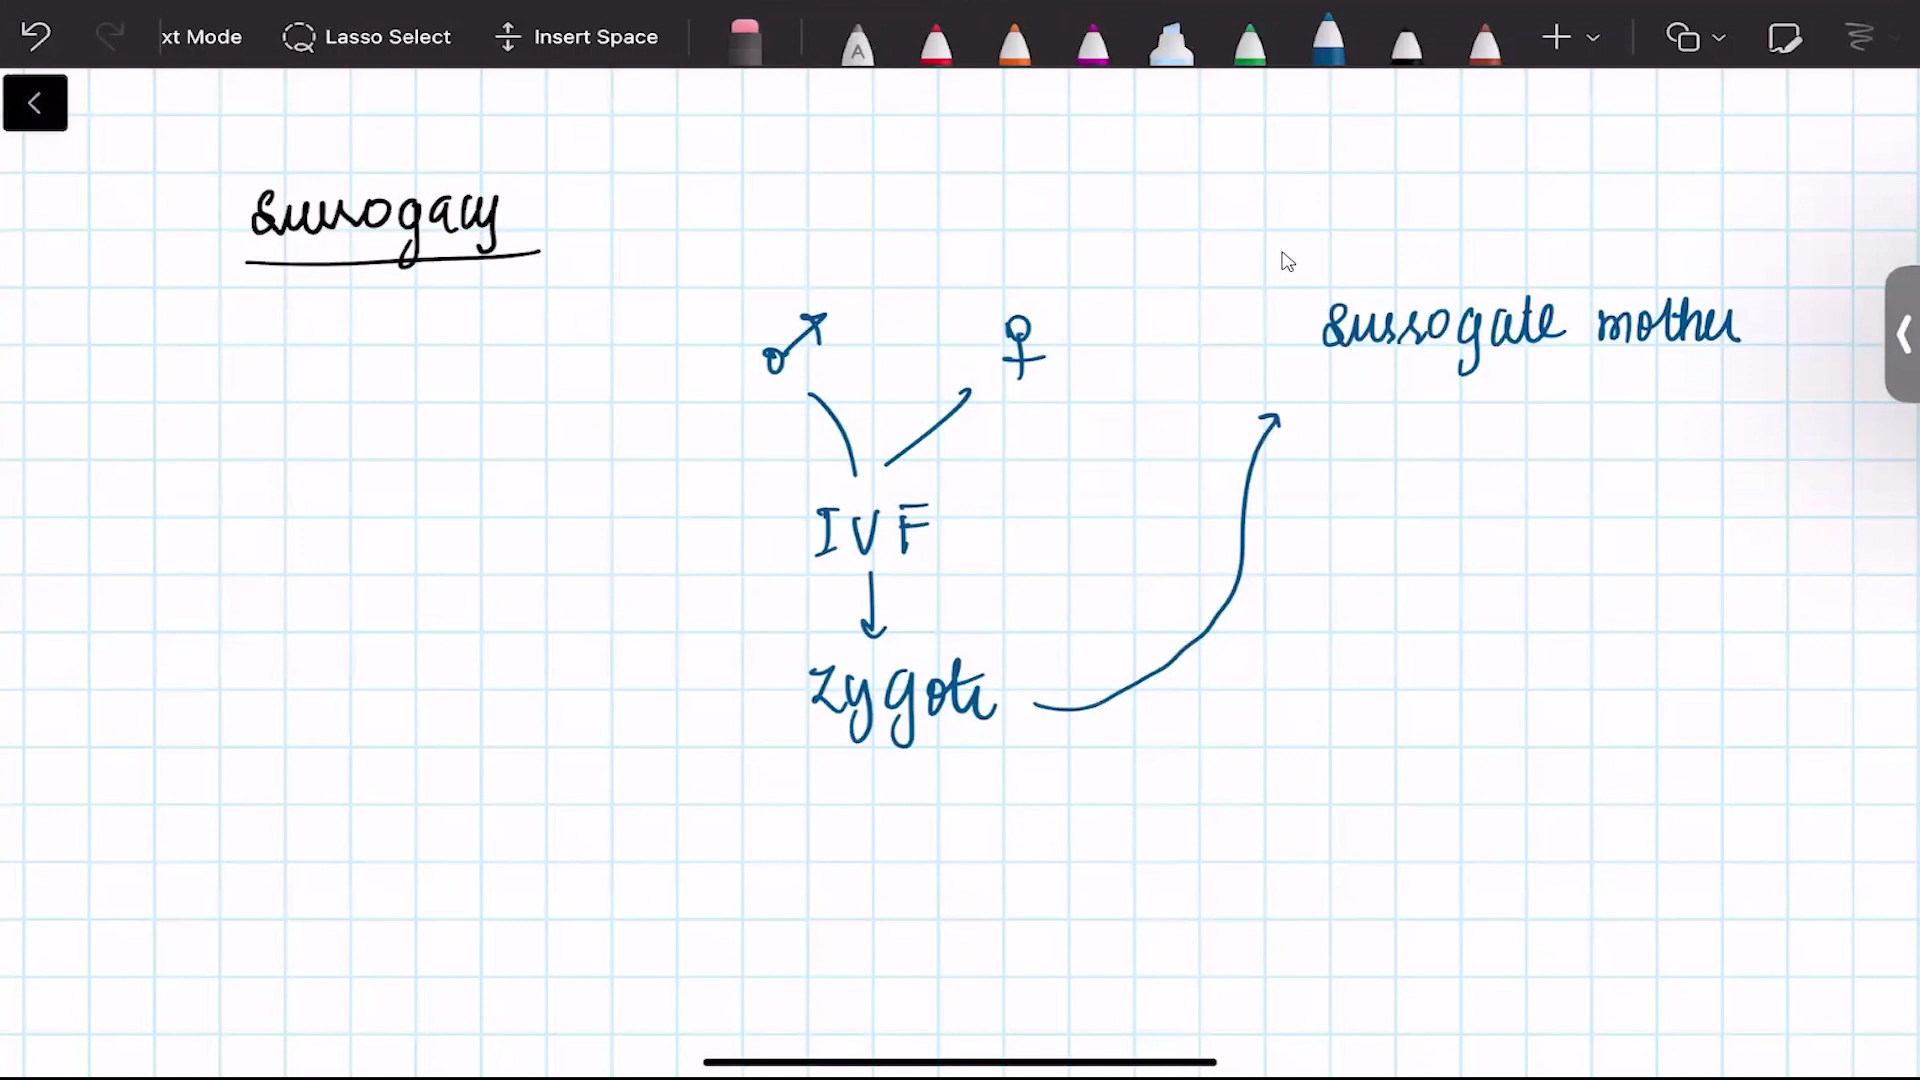 xt Mode Lasso Select Insert Space
A
surrogacy
surrogate mother
IVF
zygote